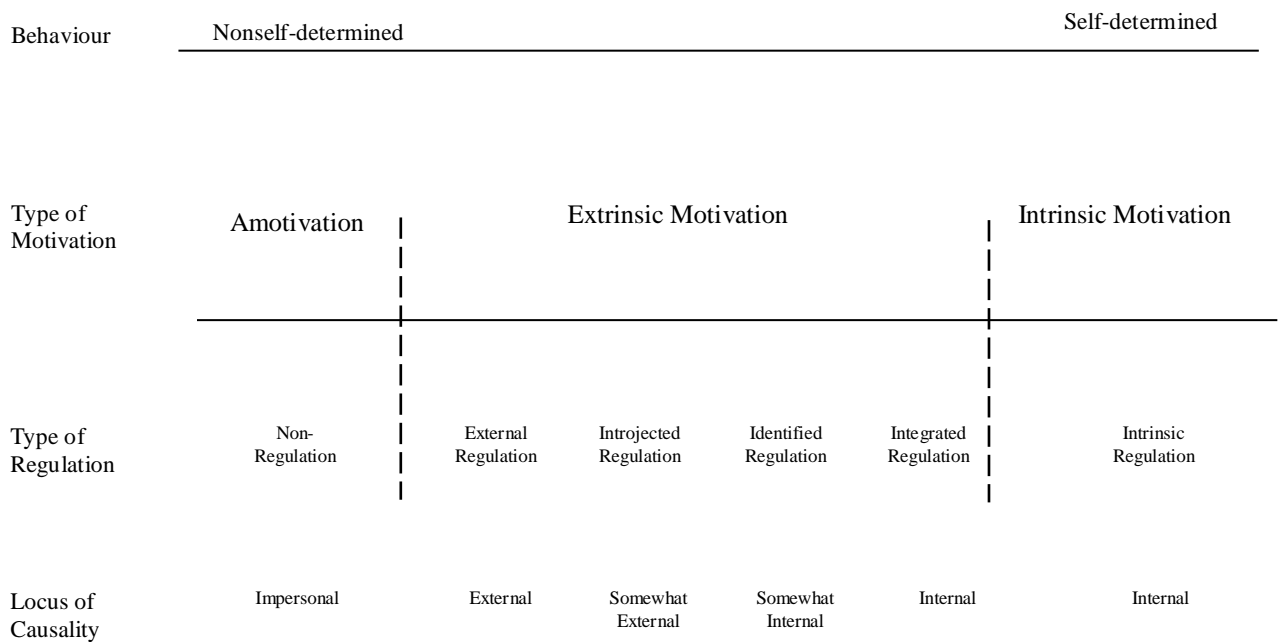 Behaviour
Nonself-determined
Self-determined
Type of
Motivation
Amotivation
Extrinsic Motivation
Intrinsic Motivation
Type of
Regulation
Non-
Regulation
External
Regulation
Introjected
Regulation
Identified
Regulation
Integrated
Regulation
Intrinsic
Regulation
Locus of
Causality
Impersonal
External
Somewhat
External
Somewhat
Internal
Internal
Internal